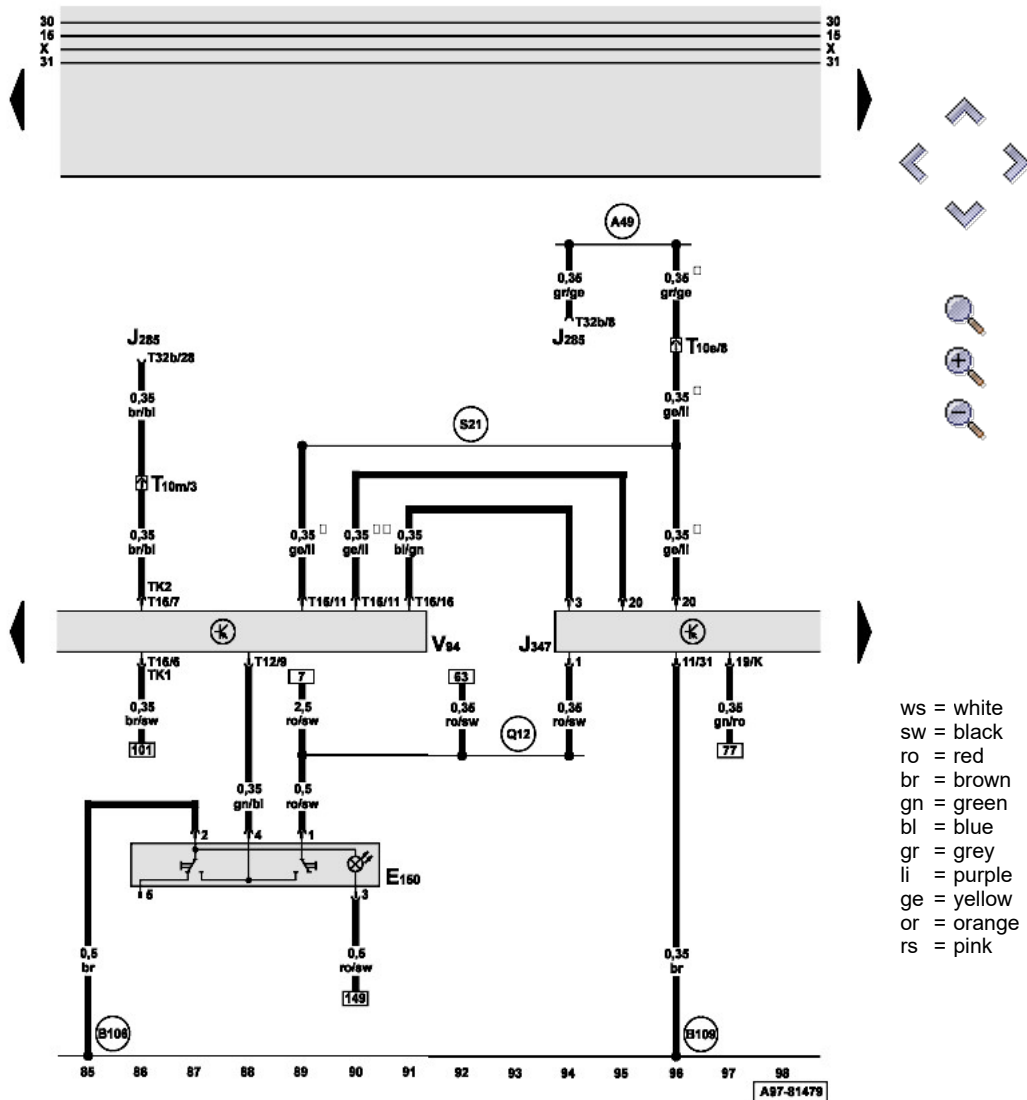 30 30
15 15
X X
31 31
A49
0,35 gr/ge
0,35 gr/ge
T32b/8
J285
T10e/8
J285
T32b/28
0,35 br/bl
0,35 ge/li
S21
T10m/3
0,35 br/bl
0,35 ge/li
0,35 ge/li
0,35 bl/gn
0,35 ge/li
TK2
T16/7
T16/11
T16/11
T16/16
3
20
20
V94
J347
T16/6
TK1
T12/9
7
63
1
11/31
19/K
0,35 br/sw
2,5 ro/sw
0,35 ro/sw
0,35 ro/sw
0,35 gn/ro
101
Q12
77
0,35 gn/bl
0,5 ro/sw
2
4
1
E150
5
3
0,5 br
0,5 ro/sw
0,35 br
149
B106
B109
85 86 87 88 89 90 91 92 93 94 95 96 97 98
A97-81479
ws = white
sw = black
ro = red
br = brown
gn = green
bl = blue
gr = grey
li = purple
ge = yellow
or = orange
rs = pink